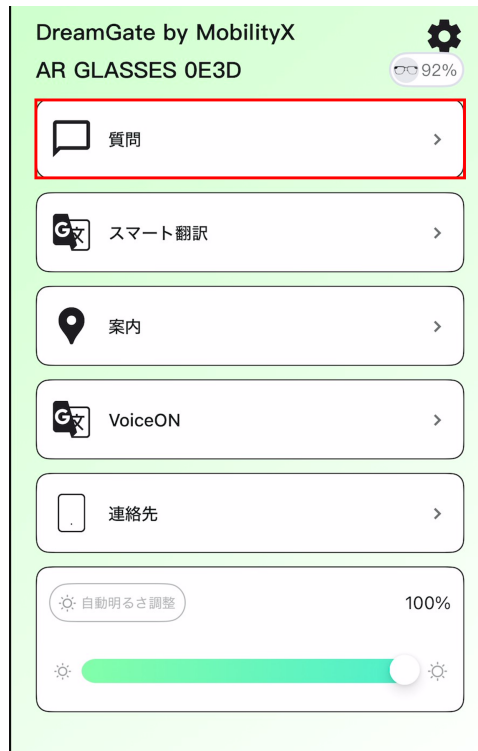 DreamGate by MobilityX
AR GLASSES 0E3D
92%
質問
スマート翻訳
案内
VoiceON
連絡先
自動明るさ調整
100%